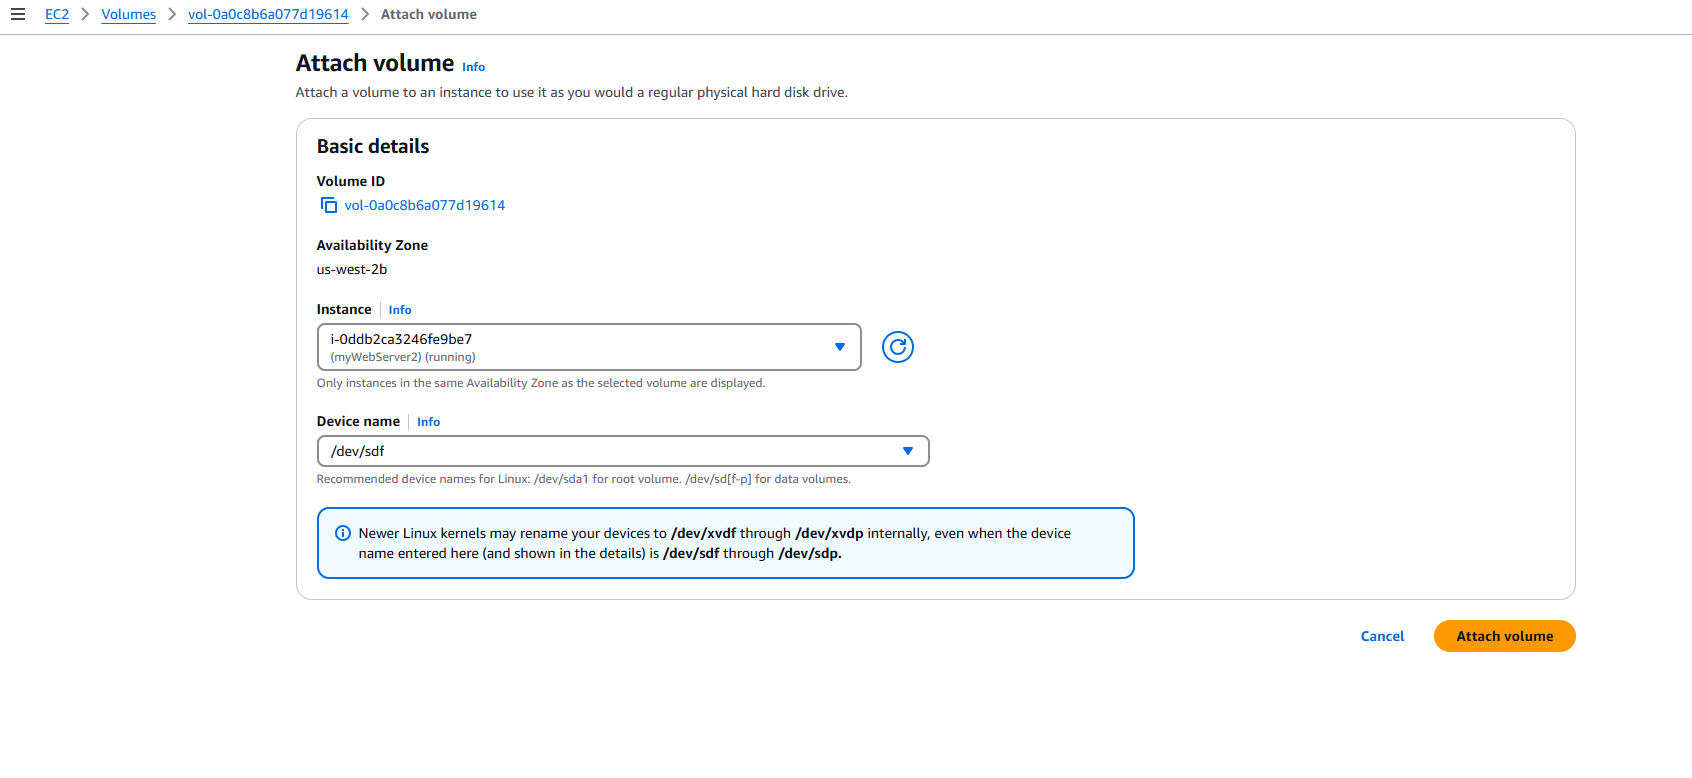 EC2 Volumes vol-0a0c8b6a077d19614 Attach volume
Attach volume Info
Attach a volume to an instance to use it as you would a regular physical hard disk drive.
Basic details
Volume ID
vol-0a0c8b6a077d19614
Availability Zone
us-west-2b
Instance Info
i-0ddb2ca3246fe9be7
(myWebServer2) (running)
Only instances in the same Availability Zone as the selected volume are displayed.
Device name Info
/dev/sdf
Recommended device names for Linux: /dev/sda1 for root volume. /dev/sd[f-p] for data volumes.
Newer Linux kernels may rename your devices to /dev/xvdf through /dev/xvdp internally, even when the device
name entered here (and shown in the details) is /dev/sdf through /dev/sdp.
Cancel Attach volume